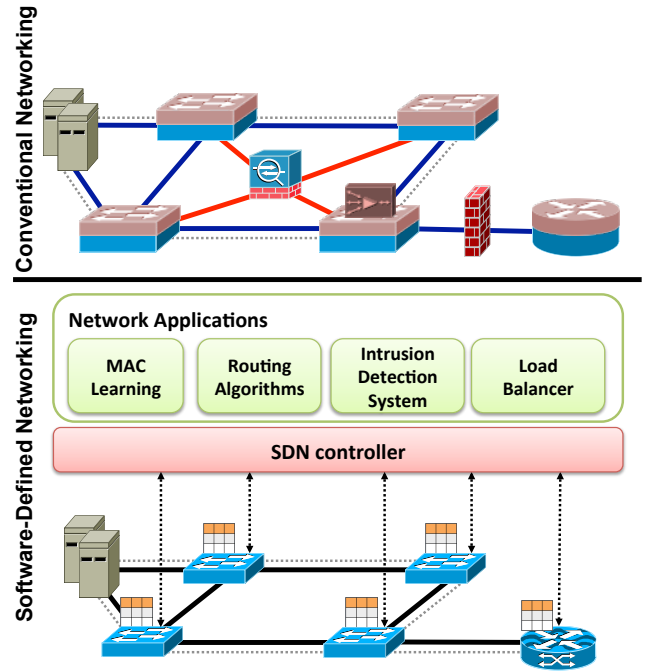 Conventional Networking
Software-Defined Networking
Network Applications
MAC
Learning
Routing
Algorithms
Intrusion
Detection
System
Load
Balancer
SDN controller